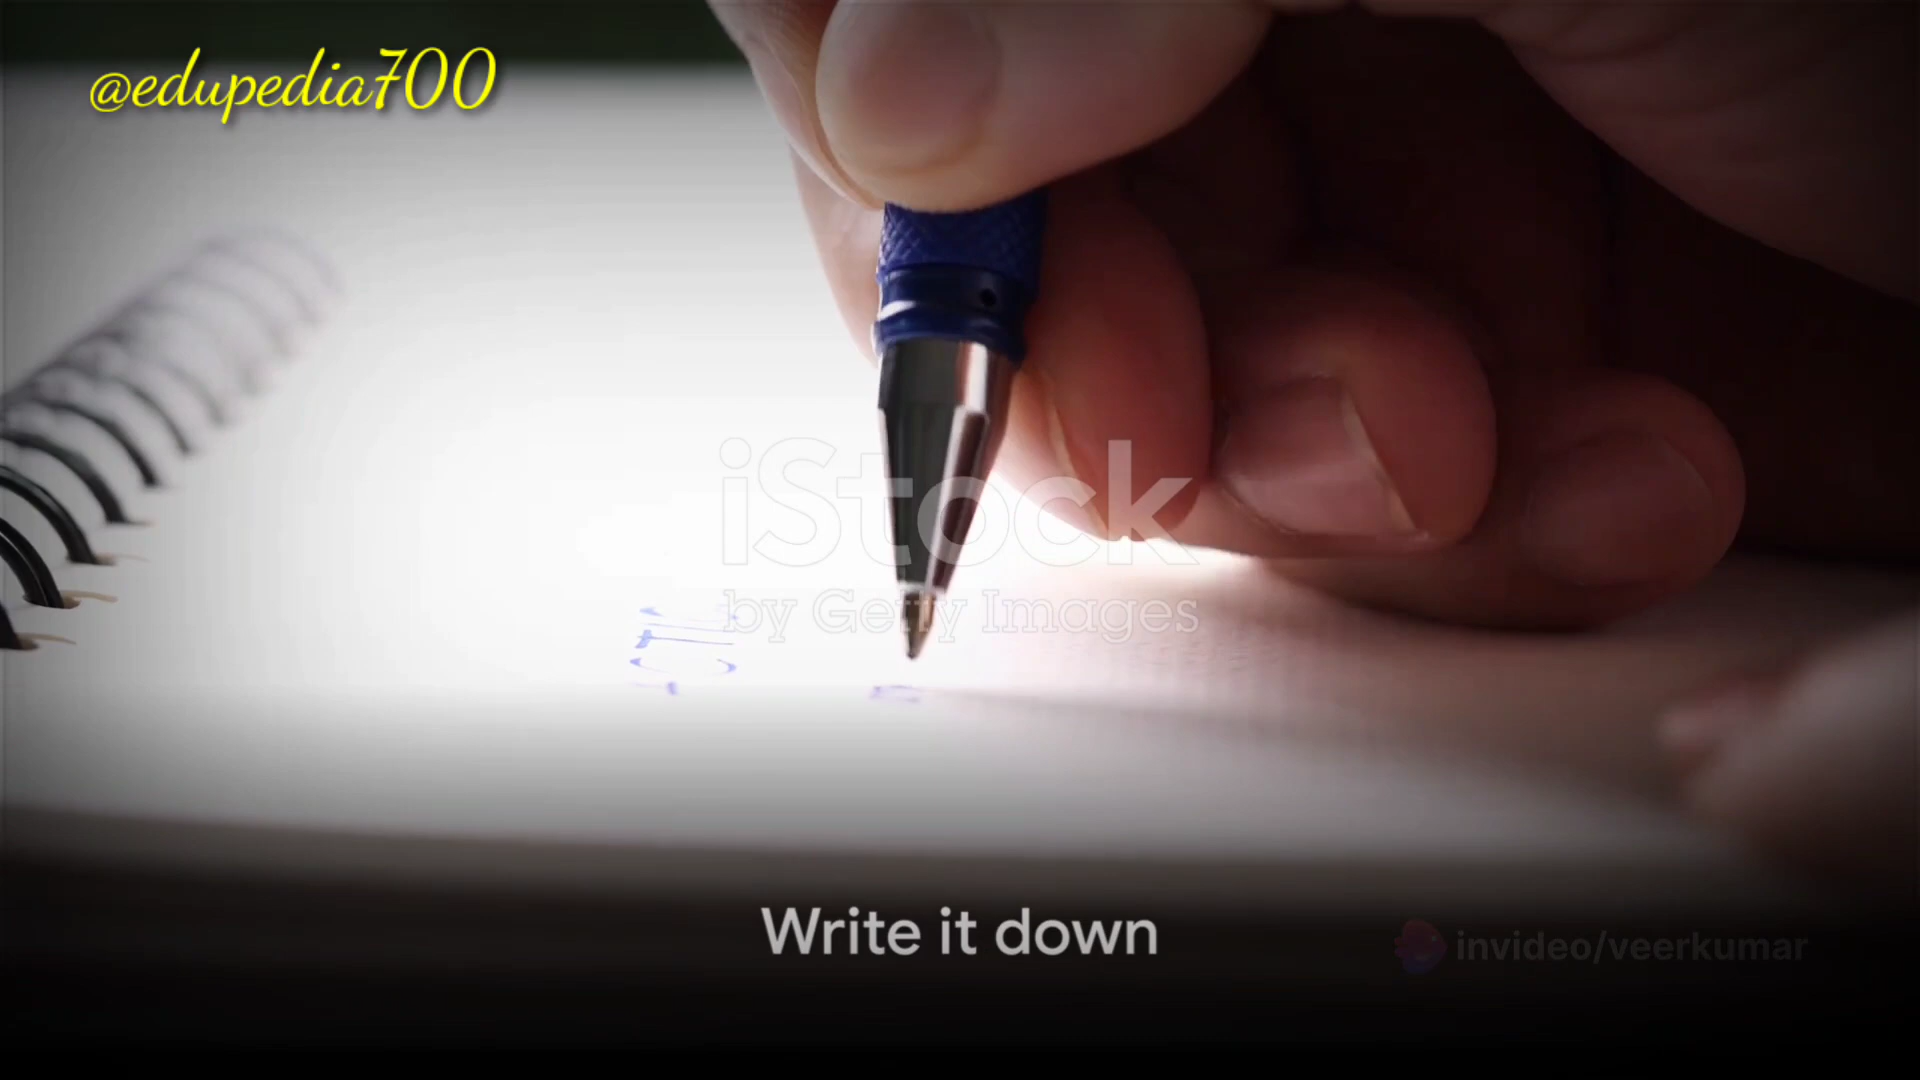 @edupedia700
iStock
by Getty Images
Write it down
invideo/veerkumar